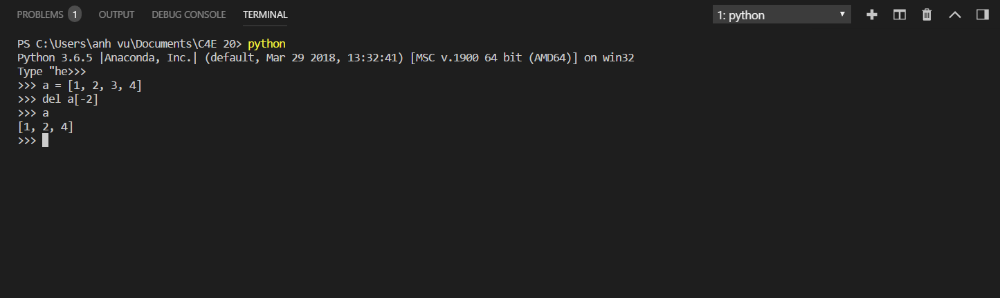 PROBLEMS 1 OUTPUT DEBUG CONSOLE TERMINAL 1: python
PS C:\Users\anh vu\Documents\C4E 20> python
Python 3.6.5 |Anaconda, Inc.| (default, Mar 29 2018, 13:32:41) [MSC v.1900 64 bit (AMD64)] on win32
Type "he>>>
>>> a = [1, 2, 3, 4]
>>> del a[-2]
>>> a
[1, 2, 4]
>>>